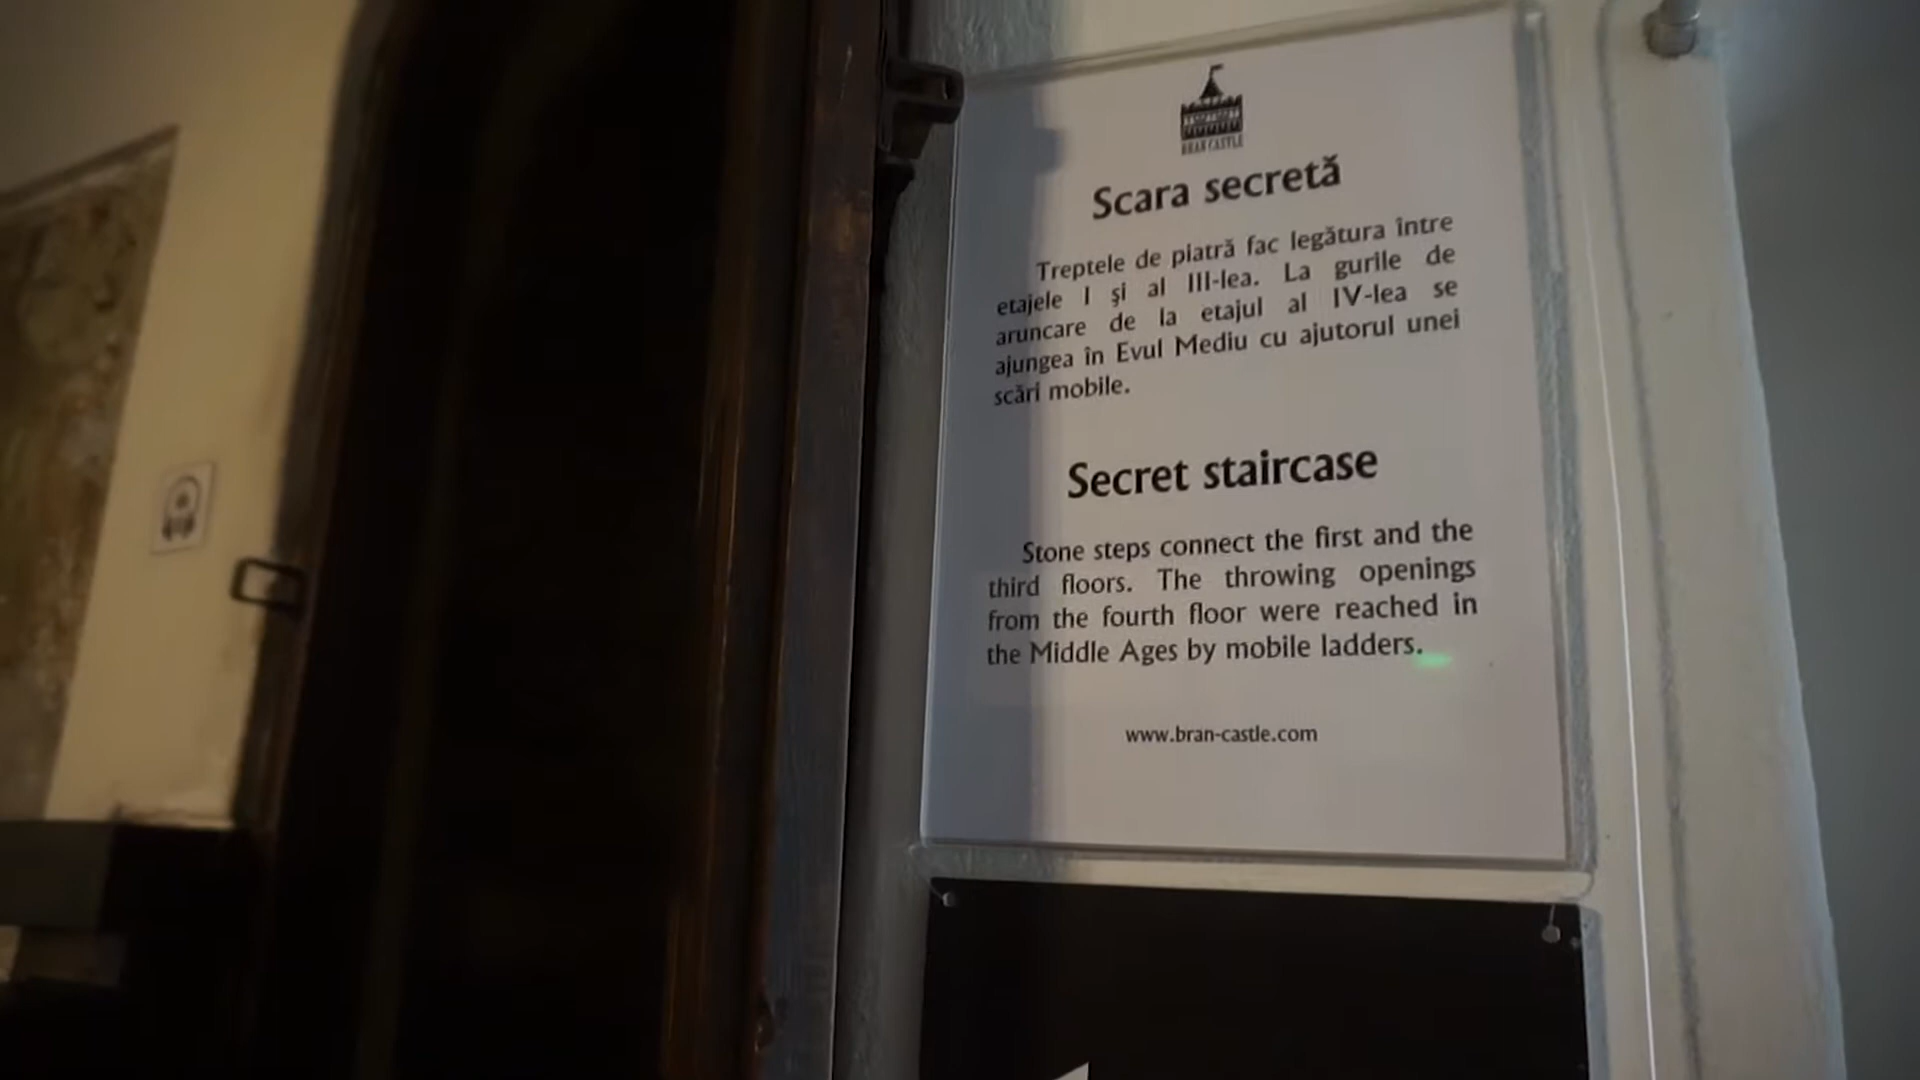 BRAN CASTLE
Scara secretă
Treptele de piatră fac legătura între
etajele I şi al III-lea. La gurile de
aruncare de la etajul al IV-lea se
ajungea în Evul Mediu cu ajutorul unei
scări mobile.
Secret staircase
Stone steps connect the first and the
third floors. The throwing openings
from the fourth floor were reached in
the Middle Ages by mobile ladders.
www.bran-castle.com